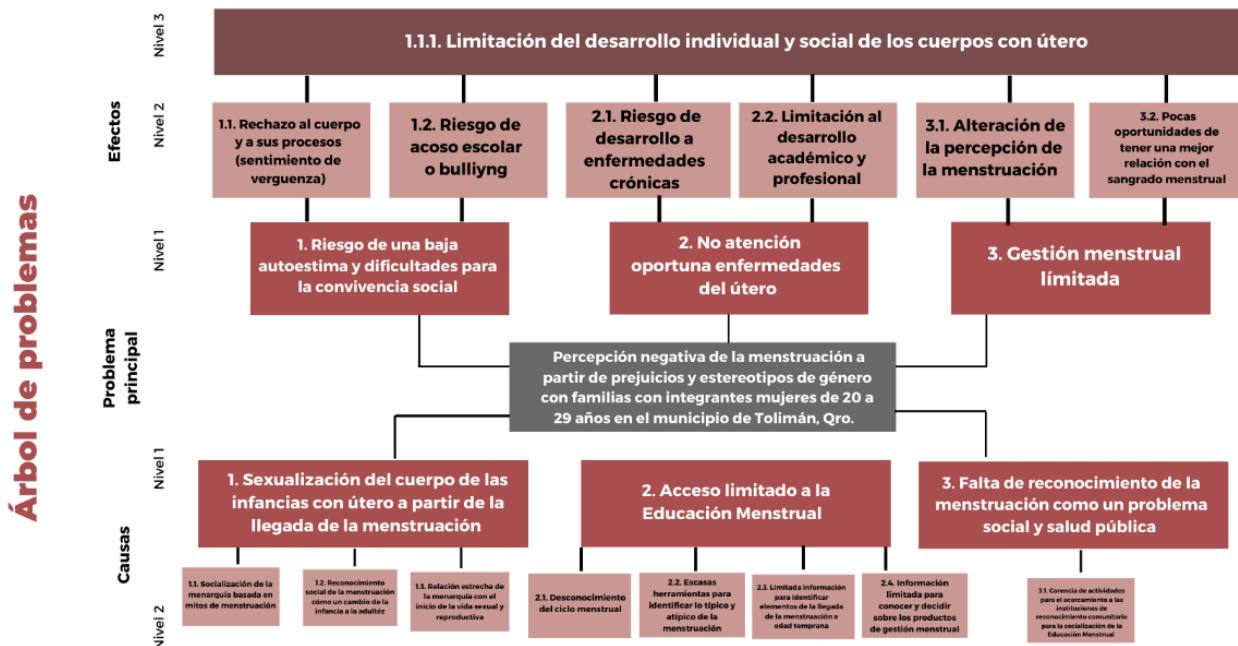 Árbol de problemas
Efectos
Nivel 3
1.1.1. Limitación del desarrollo individual y social de los cuerpos con útero
Nivel 2
1.1. Rechazo al cuerpo
y a sus procesos
(sentimiento de
verguenza)
1.2. Riesgo de
acoso escolar
o bulliyng
2.1. Riesgo de
desarrollo a
enfermedades
crónicas
2.2. Limitación al
desarrollo
académico y
profesional
3.1. Alteración de
la percepción de
la menstruación
3.2. Pocas
oportunidades de
tener una mejor
relación con el
sangrado menstrual
Nivel 1
1. Riesgo de una baja
autoestima y dificultades para
la convivencia social
2. No atención
oportuna enfermedades
del útero
3. Gestión menstrual
límitada
Problema
principal
Percepción negativa de la menstruación a
partir de prejuicios y estereotipos de género
con familias con integrantes mujeres de 20 a
29 años en el municipio de Tolimán, Qro.
Causas
Nivel 1
1. Sexualización del cuerpo de las
infancias con útero a partir de la
llegada de la menstruación
2. Acceso limitado a la
Educación Menstrual
3. Falta de reconocimiento de la
menstruación como un problema
social y salud pública
Nivel 2
1.1. Socialización de la
menarquia basada en
mitos de menstruación
1.2. Reconocimiento
social de la menstruación
cómo un cambio de la
infancia a la adultéz
1.3. Relación estrecha de
la menarquía con el
inicio de la vida sexual y
reproductiva
2.1. Desconocimiento
del ciclo menstrual
2.2. Escasas
herramientas para
identificar lo típico y
atípico de la
menstruación
2.3. Limitada información
para identificar
elementos de la llegada
de la menstruación a
edad temprana
2.4. Información
limitada para
conocer y decidir
sobre los productos
de gestión menstrual
3.1. Carencia de actividades
para el acercamiento a las
instituciones de
reconocimiento comunitario
para la socialización de la
Educación Menstrual